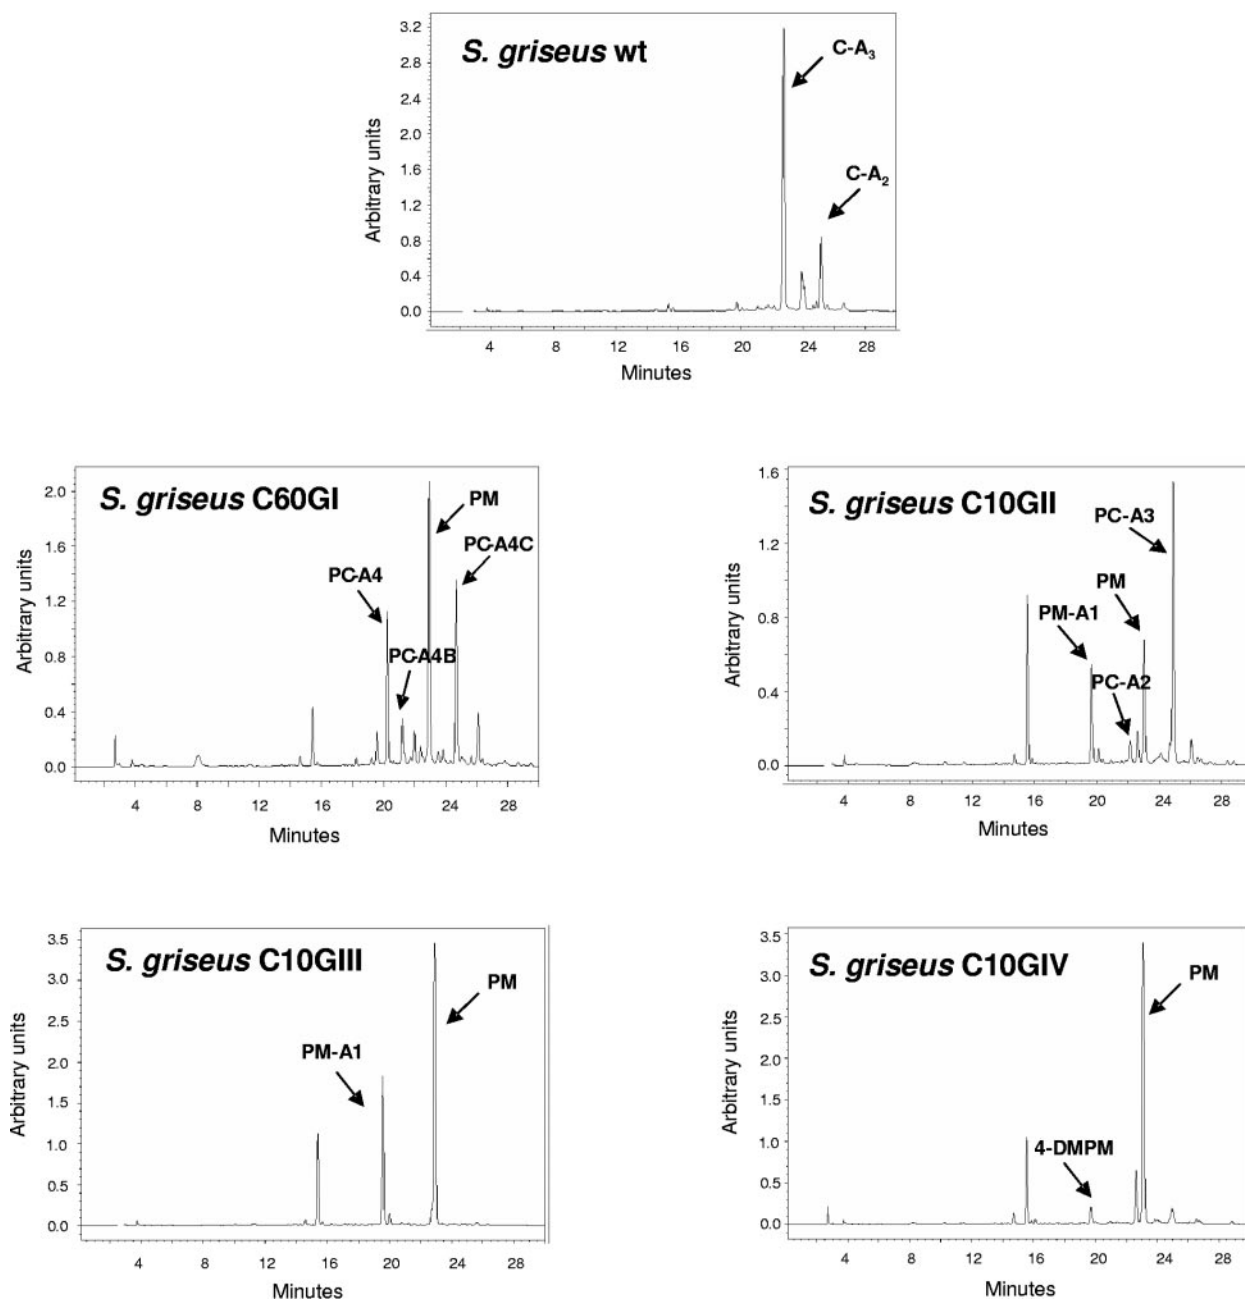 S. griseus wt
C-A3
C-A2
Arbitrary units
3.2
2.8
2.4
2.0
1.6
1.2
0.8
0.4
0.0
4 8 12 16 20 24 28
Minutes
S. griseus C60GI
PM
PC-A4C
PC-A4
PC-A4B
Arbitrary units
2.0
1.6
1.2
0.8
0.4
0.0
4 8 12 16 20 24 28
Minutes
S. griseus C10GII
PC-A3
PM
PM-A1
PC-A2
Arbitrary units
1.6
1.2
0.8
0.4
0.0
4 8 12 16 20 24 28
Minutes
S. griseus C10GIII
PM
PM-A1
Arbitrary units
3.5
3.0
2.5
2.0
1.5
1.0
0.5
0.0
4 8 12 16 20 24 28
Minutes
S. griseus C10GIV
PM
4-DMPM
Arbitrary units
3.5
3.0
2.5
2.0
1.5
1.0
0.5
0.0
4 8 12 16 20 24 28
Minutes